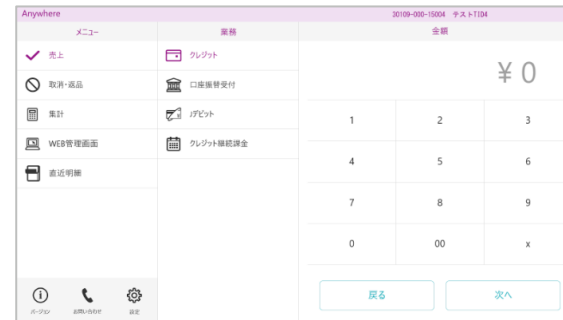 Anywhere
30109-000-15004 テストTID4
メニュー
業務
金額
売上
取消・返品
集計
WEB管理画面
直近明細
クレジット
口座振替受付
Jデビット
クレジット継続課金
¥ 0
1 2 3
4 5 6
7 8 9
0 00 x
戻る
次へ
バージョン
お問い合わせ
設定